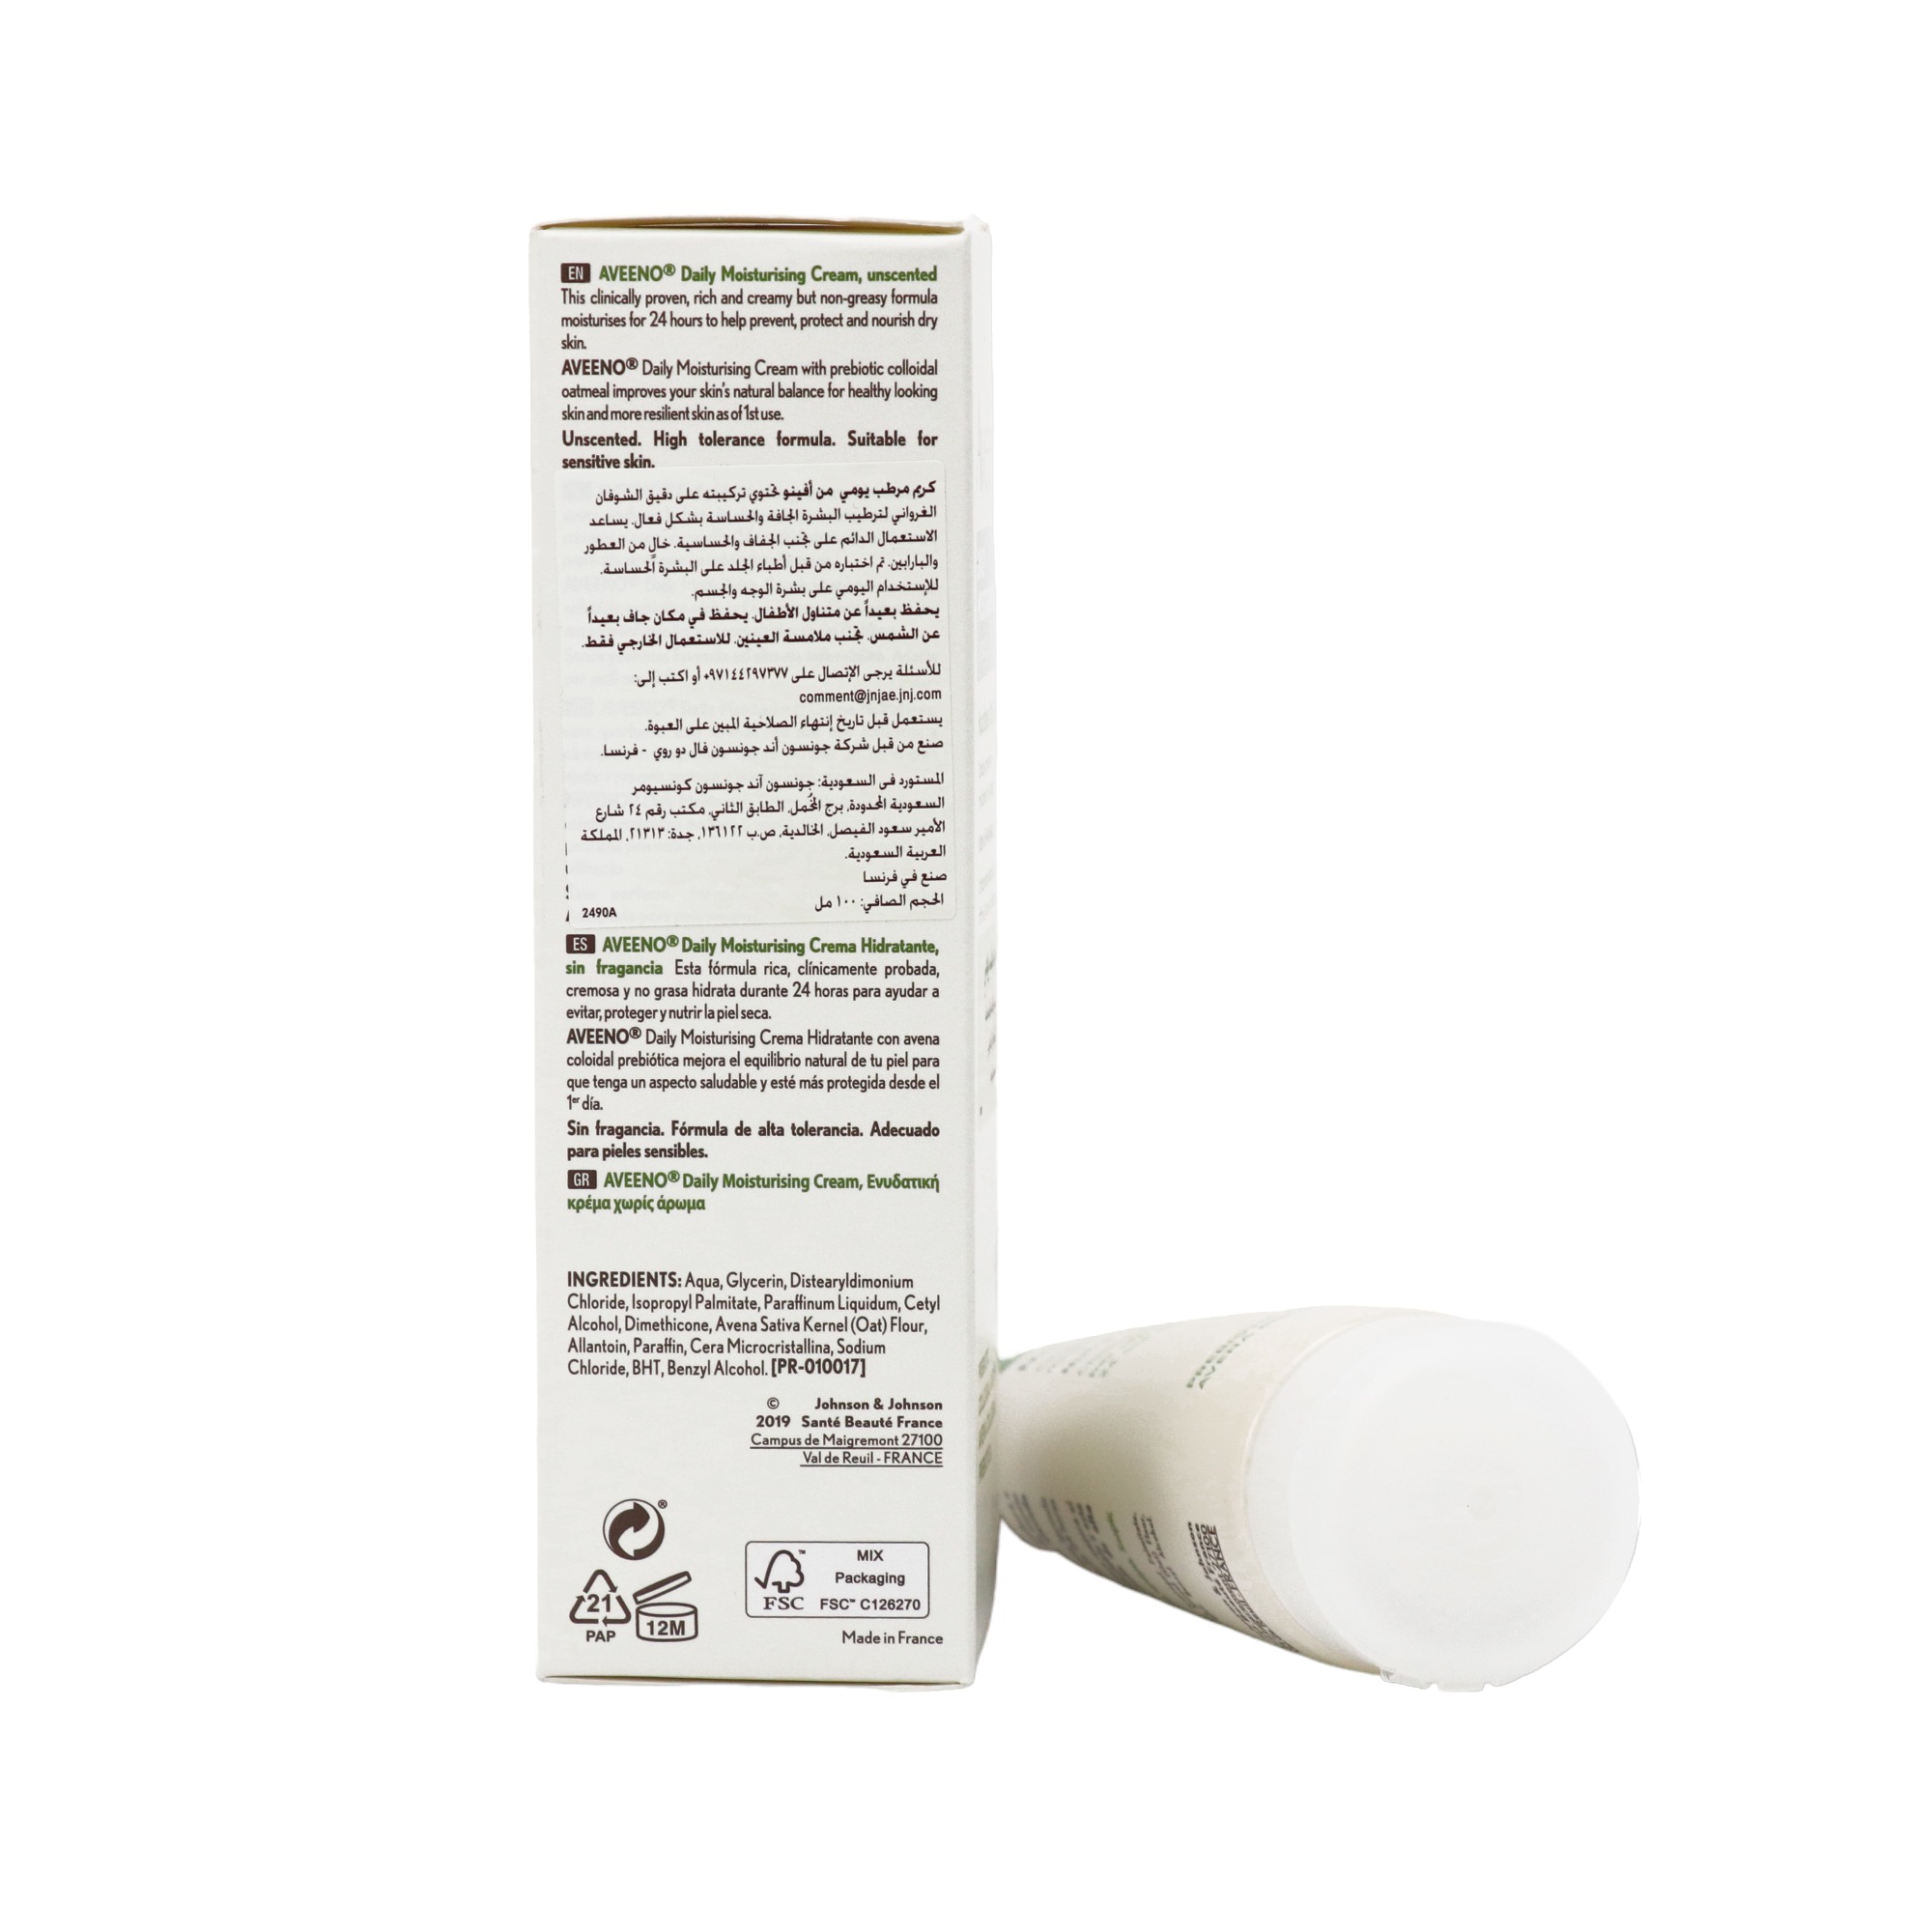 EN AVEENO® Daily Moisturising Cream, unscented
This clinically proven, rich and creamy but non-greasy formula
moisturises for 24 hours to help prevent, protect and nourish dry
skin.
AVEENO® Daily Moisturising Cream with prebiotic colloidal
oatmeal improves your skin's natural balance for healthy looking
skin and more resilient skin as of 1st use.
Unscented. High tolerance formula. Suitable for
sensitive skin.
كريم مرطب يومي من أفينو تحتوي تركيبته على دقيق الشوفان
الغرواني لترطيب البشرة الجافة والحساسة بشكل فعال. يساعد
الاستعمال الدائم على تجنب الجفاف والحساسية. خالٍ من العطور
والبارابين. تم اختباره من قبل أطباء الجلد على البشرة الحساسة.
للإستخدام اليومي على بشرة الوجه والجسم.
يحفظ بعيداً عن متناول الأطفال. يحفظ في مكان جاف بعيداً
عن الشمس. تجنب ملامسة العينين. للاستعمال الخارجي فقط.
للأسئلة يرجى الإتصال على ٩٧١٤٤٢٩٧٣٧٧+ أو اكتب إلى:
comment@jnjae.jnj.com
يستعمل قبل تاريخ إنتهاء الصلاحية المبين على العبوة.
صنع من قبل شركة جونسون أند جونسون فال دو روي - فرنسا.
المستورد فى السعودية: جونسون آند جونسون كونسيومر
السعودية المحدودة, برج المُخمل, الطابق الثاني, مكتب رقم ٢٤ شارع
الأمير سعود الفيصل, الخالدية, ص.ب ١٣٦١٢٢, جدة: ٢١٣١٣, المملكة
العربية السعودية.
صنع في فرنسا
الحجم الصافي: ١٠٠ مل
2490A
ES AVEENO® Daily Moisturising Crema Hidratante,
sin fragancia Esta fórmula rica, clínicamente probada,
cremosa y no grasa hidrata durante 24 horas para ayudar a
evitar, proteger y nutrir la piel seca.
AVEENO® Daily Moisturising Crema Hidratante con avena
coloidal prebiótica mejora el equilibrio natural de tu piel para
que tenga un aspecto saludable y esté más protegida desde el
1er día.
Sin fragancia. Fórmula de alta tolerancia. Adecuado
para pieles sensibles.
GR AVEENO® Daily Moisturising Cream, Ενυδατική
κρέμα χωρίς άρωμα
INGREDIENTS: Aqua, Glycerin, Distearyldimonium
Chloride, Isopropyl Palmitate, Paraffinum Liquidum, Cetyl
Alcohol, Dimethicone, Avena Sativa Kernel (Oat) Flour,
Allantoin, Paraffin, Cera Microcristallina, Sodium
Chloride, BHT, Benzyl Alcohol. [PR-010017]
© Johnson & Johnson
2019 Santé Beauté France
Campus de Maigremont 27100
Val de Reuil - FRANCE
®
21
PAP
12M
FSC™
MIX
Packaging
FSC™ C126270
Made in France